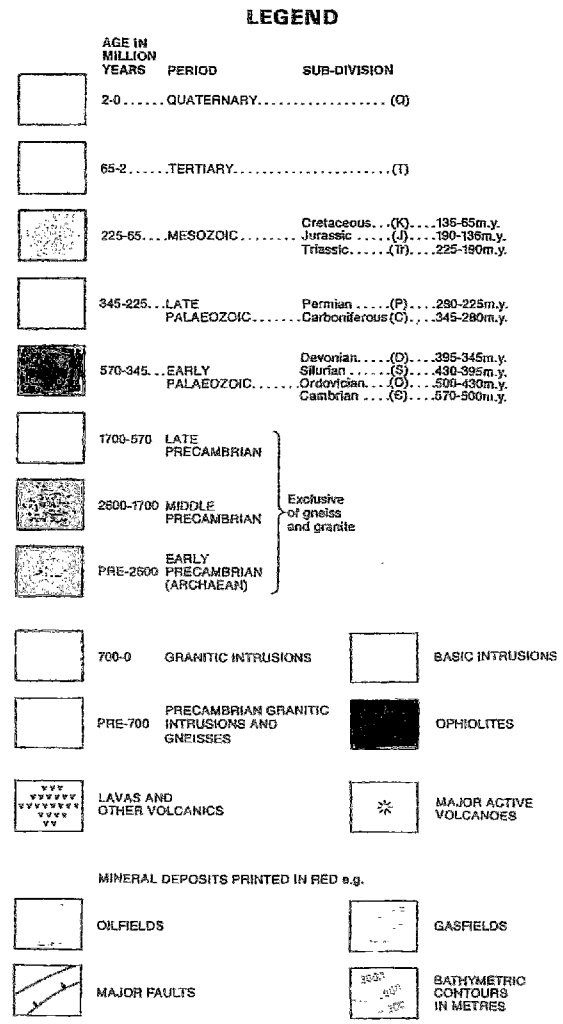 LEGEND
AGE IN
MILLION
YEARS PERIOD SUB-DIVISION
2-0......QUATERNARY..................(Q)
65-2......TERTIARY......................(T)
Cretaceous...(K)....135-65m.y.
225-65....MESOZOIC........Jurassic.....(J)....190-135m.y.
Triassic.....(Tr)....225-190m.y.
345-225...LATE Permian .....(P)....280-225m.y.
PALAEOZOIC.......Carboniferous(C)....345-280m.y.
Devonian.....(D)....395-345m.y.
570-345...EARLY Silurian .....(S)....430-395m.y.
PALAEOZOIC.......Ordovician ...(O)....500-430m.y.
Cambrian ....(Є)....570-500m.y.
1700-570 LATE
PRECAMBRIAN
2600-1700 MIDDLE
PRECAMBRIAN
Exclusive
of gneiss
and granite
EARLY
PRE-2600 PRECAMBRIAN
(ARCHAEAN)
700-0 GRANITIC INTRUSIONS BASIC INTRUSIONS
PRECAMBRIAN GRANITIC
PRE-700 INTRUSIONS AND OPHIOLITES
GNEISSES
LAVAS AND
OTHER VOLCANICS
MAJOR ACTIVE
VOLCANOES
MINERAL DEPOSITS PRINTED IN RED e.g.
OILFIELDS GASFIELDS
MAJOR FAULTS
BATHYMETRIC
CONTOURS
IN METRES